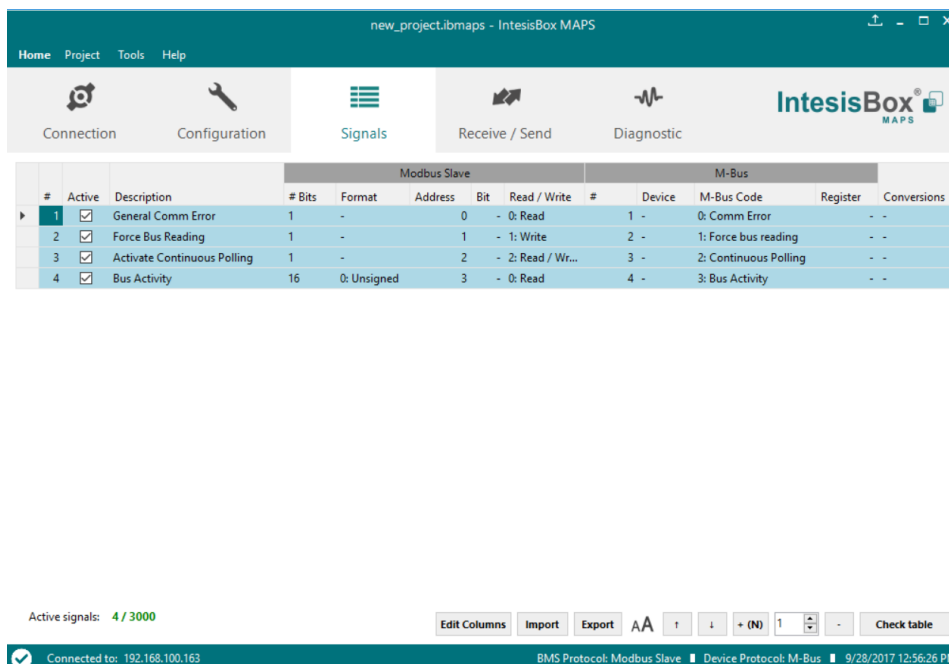 new_project.ibmaps - IntesisBox MAPS
Home Project Tools Help
Connection Configuration Signals Receive / Send Diagnostic IntesisBox® MAPS
Modbus Slave M-Bus
# Active Description # Bits Format Address Bit Read / Write # Device M-Bus Code Register Conversions
1 General Comm Error 1 - 0 - 0: Read 1 - 0: Comm Error - -
2 Force Bus Reading 1 - 1 - 1: Write 2 - 1: Force bus reading - -
3 Activate Continuous Polling 1 - 2 - 2: Read / Wr... 3 - 2: Continuous Polling - -
4 Bus Activity 16 0: Unsigned 3 - 0: Read 4 - 3: Bus Activity - -
Active signals: 4 / 3000
Edit Columns Import Export AA ↑ ↓ + (N) 1 - Check table
Connected to: 192.168.100.163 BMS Protocol: Modbus Slave Device Protocol: M-Bus 9/28/2017 12:56:26 P